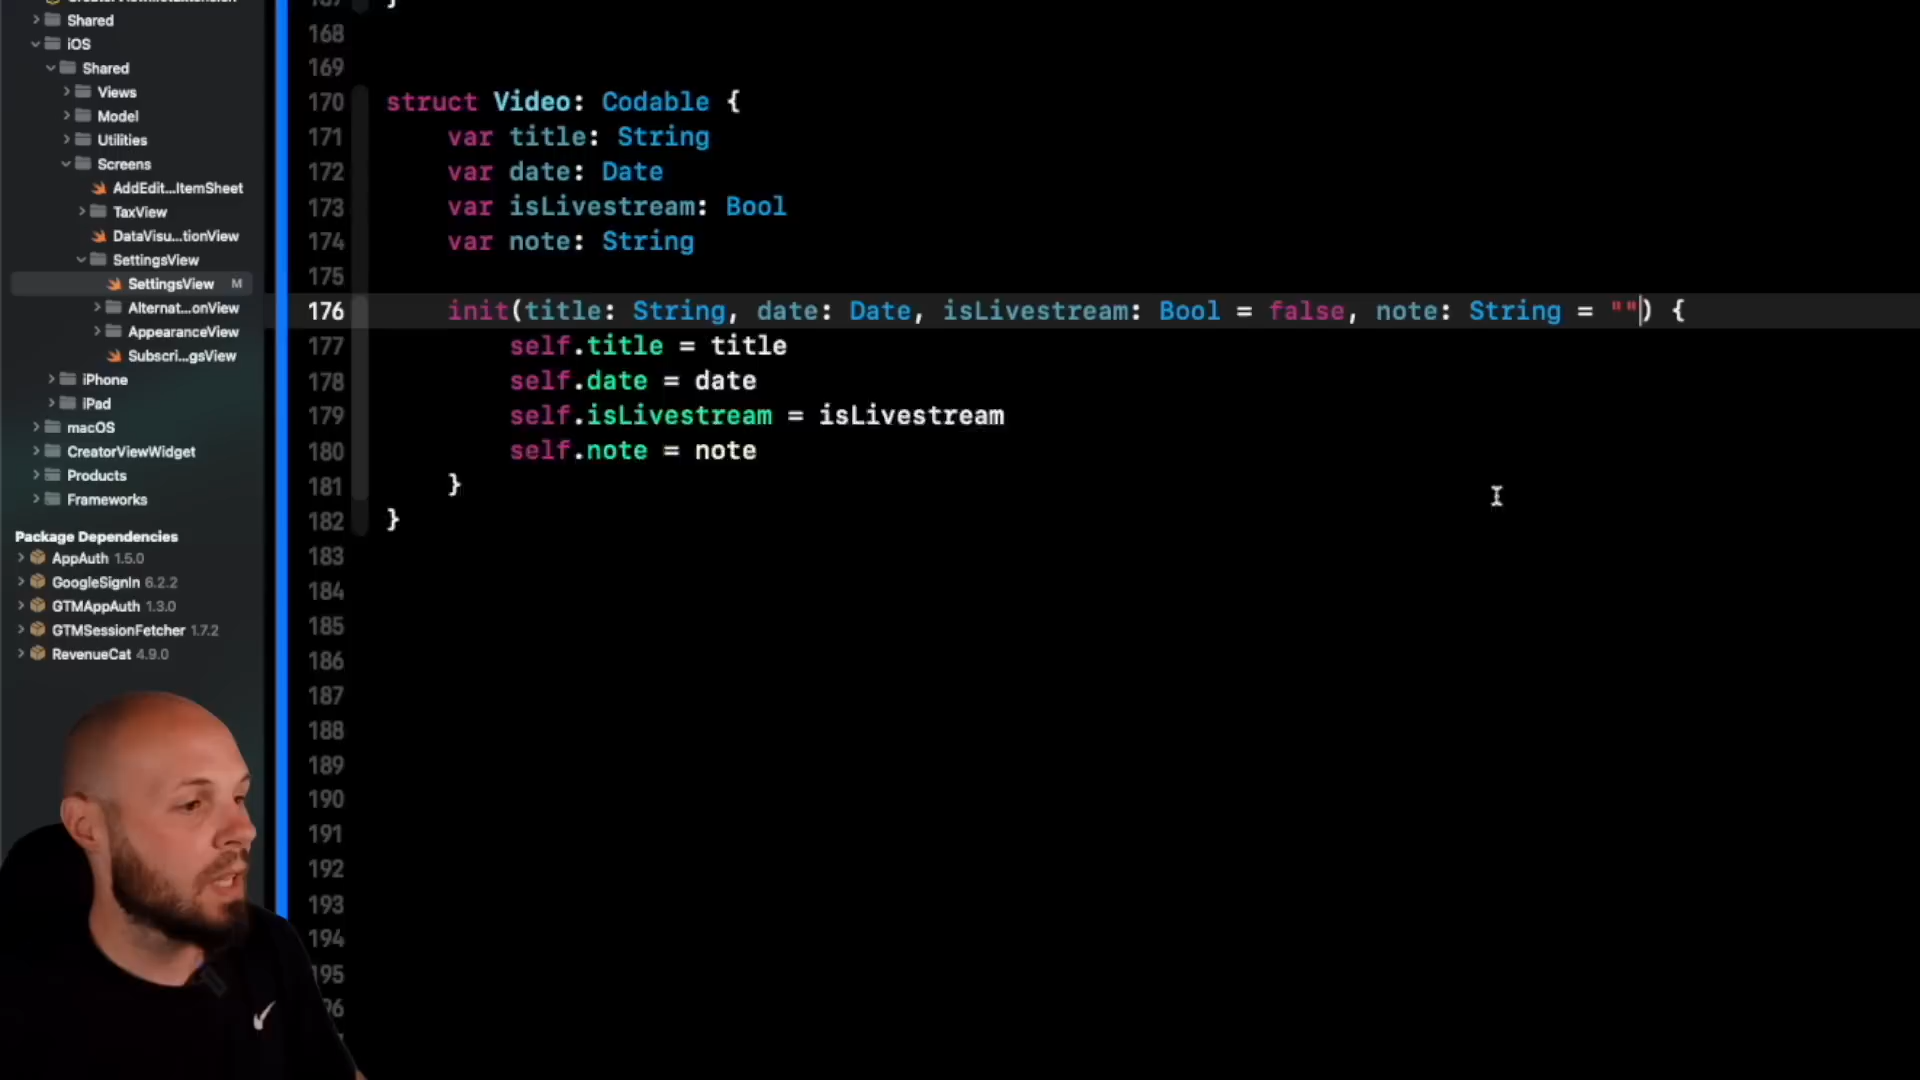 Shared
iOS
Shared
Views
Model
Utilities
Screens
AddEdit...ItemSheet
TaxView
DataVisu...tionView
SettingsView
SettingsView M
Alternat...onView
AppearanceView
Subscri...gsView
iPhone
iPad
macOS
CreatorViewWidget
Products
Frameworks
Package Dependencies
AppAuth 1.5.0
GoogleSignIn 6.2.2
GTMAppAuth 1.3.0
GTMSessionFetcher 1.7.2
RevenueCat 4.9.0
}
168
169
170 struct Video: Codable {
171 var title: String
172 var date: Date
173 var isLivestream: Bool
174 var note: String
175
176 init(title: String, date: Date, isLivestream: Bool = false, note: String = "") {
177 self.title = title
178 self.date = date
179 self.isLivestream = isLivestream
180 self.note = note
181 }
182 }
183
184
185
186
187
188
189
190
191
192
193
194
195